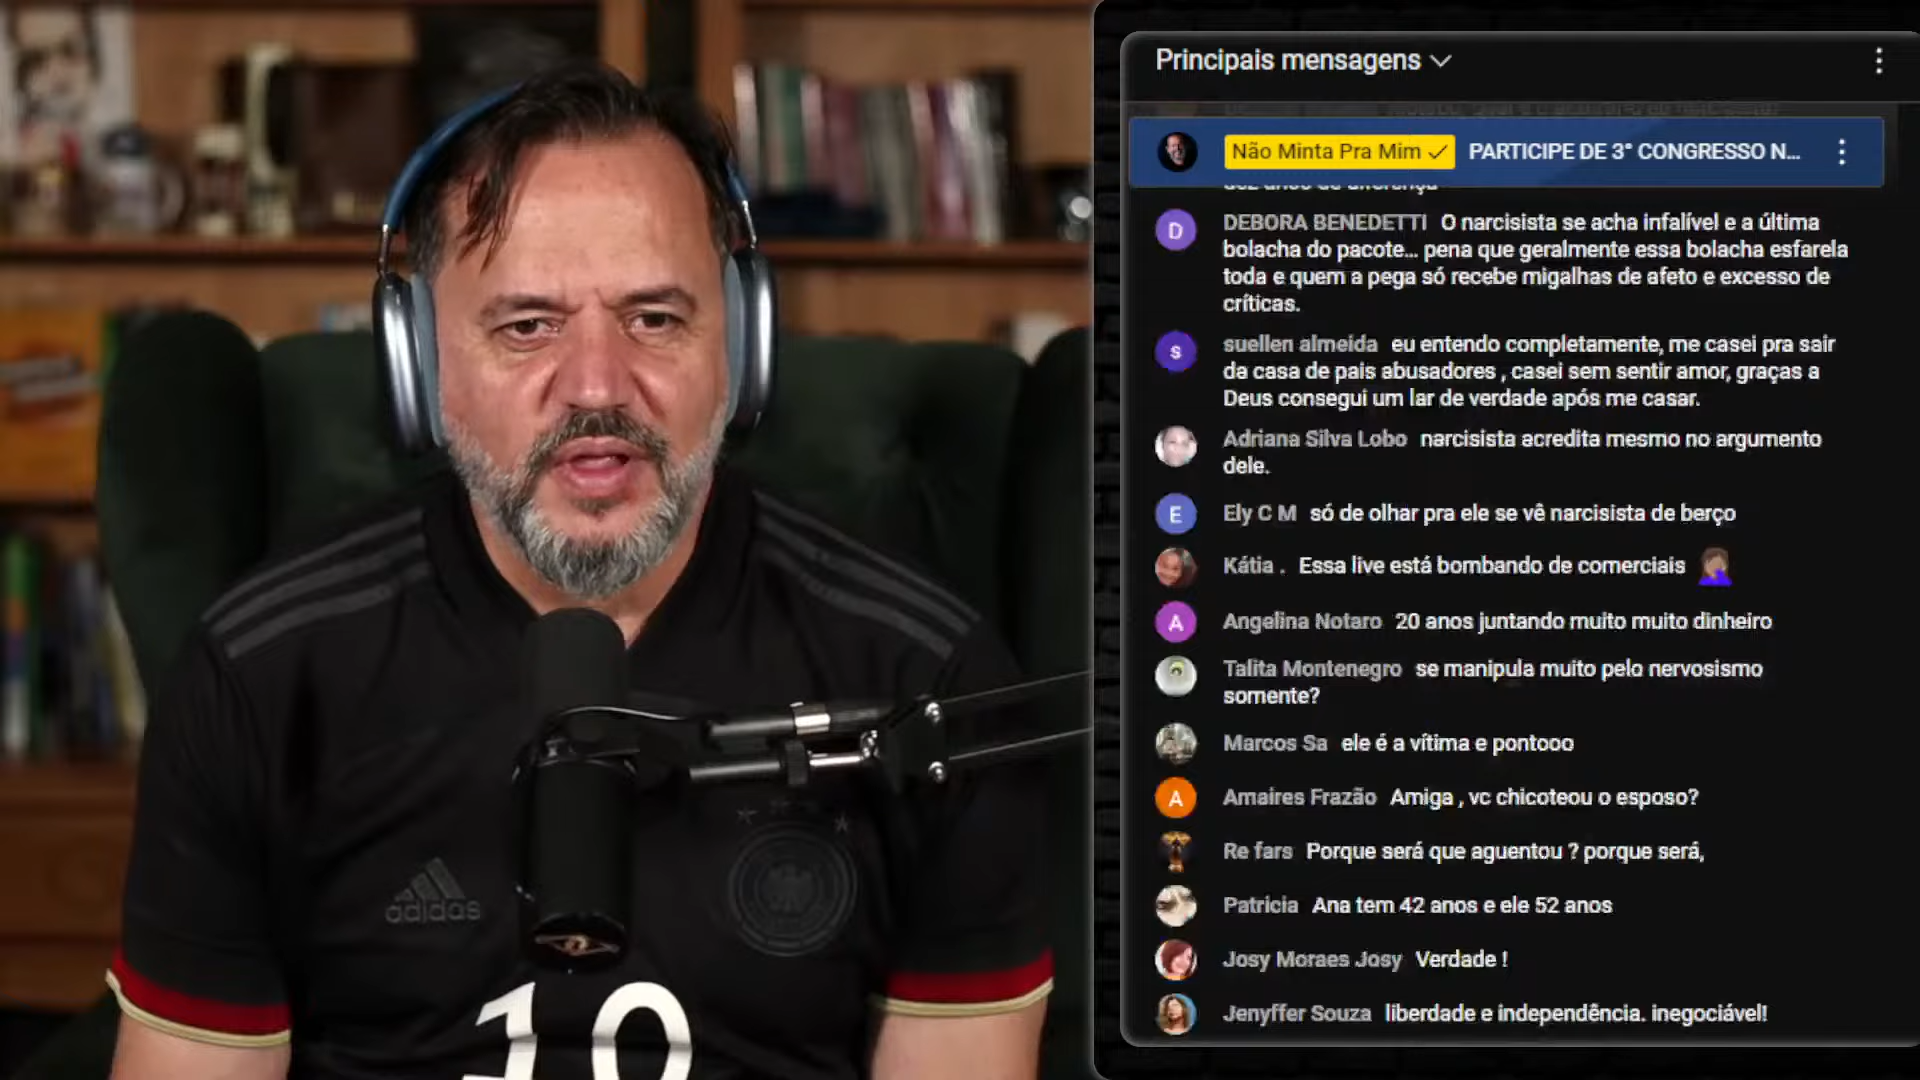 Principais mensagens
Não Minta Pra Mim PARTICIPE DE 3° CONGRESSO N...
dez anos de diferença
DEBORA BENEDETTI O narcisista se acha infalível e a última
bolacha do pacote... pena que geralmente essa bolacha esfarela
toda e quem a pega só recebe migalhas de afeto e excesso de
críticas.
suellen almeida eu entendo completamente, me casei pra sair
da casa de pais abusadores , casei sem sentir amor, graças a
Deus consegui um lar de verdade após me casar.
Adriana Silva Lobo narcisista acredita mesmo no argumento
dele.
Ely C M só de olhar pra ele se vê narcisista de berço
Kátia . Essa live está bombando de comerciais
Angelina Notaro 20 anos juntando muito muito dinheiro
Talita Montenegro se manipula muito pelo nervosismo
somente?
Marcos Sa ele é a vítima e pontooo
Amaires Frazão Amiga , vc chicoteou o esposo?
Re fars Porque será que aguentou ? porque será,
Patricia Ana tem 42 anos e ele 52 anos
Josy Moraes Josy Verdade !
Jenyffer Souza liberdade e independência. inegociável!
D
s
E
A
A
adidas
10